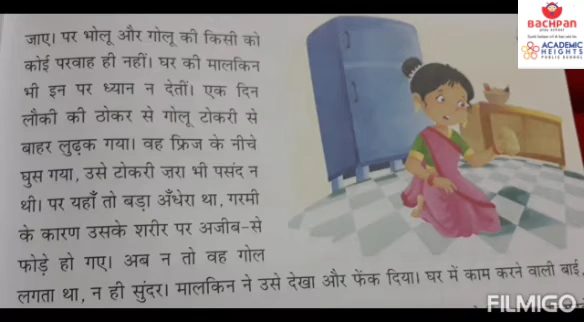 BACHPAN
play school
ACADEMIC
HEIGHTS
PUBLIC SCHOOL
जाए। पर भोलू और गोलू की किसी को
कोई परवाह ही नहीं। घर की मालकिन
भी इन पर ध्यान न देतीं। एक दिन
लौकी की ठोकर से गोलू टोकरी से
बाहर लुढ़क गया। वह फ्रिज के नीचे
घुस गया, उसे टोकरी ज़रा भी पसंद न
थी। पर यहाँ तो बड़ा अँधेरा था, गरमी
के कारण उसके शरीर पर अजीब-से
फोड़े हो गए। अब न तो वह गोल
लगता था, न ही सुंदर। मालकिन ने उसे देखा और फेंक दिया। घर में काम करने वाली बाई,
FILMIGO